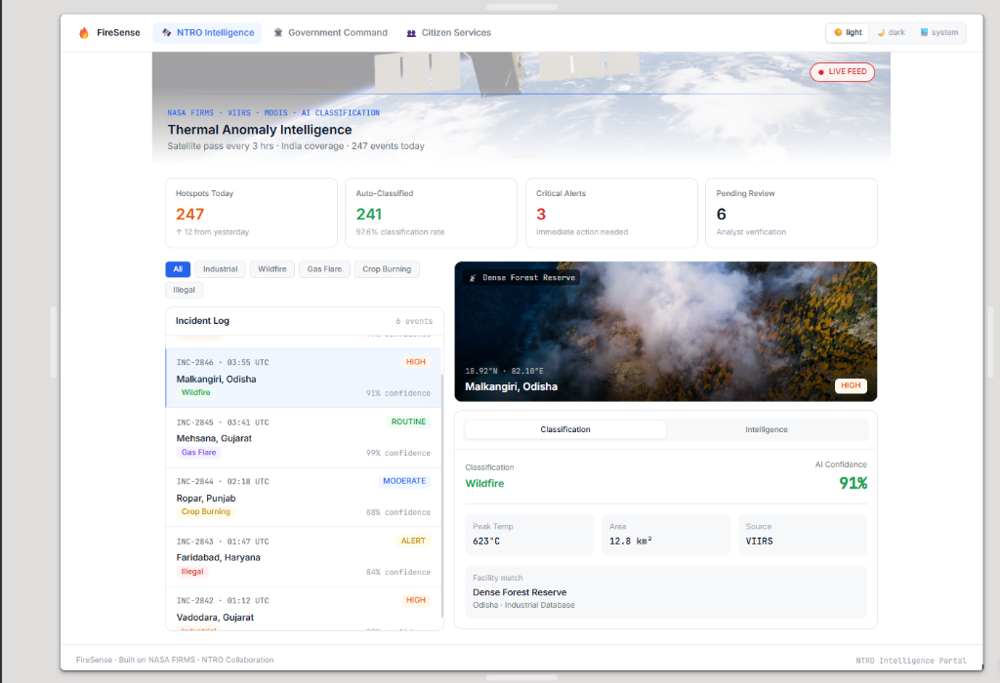 FireSense
NTRO Intelligence
Government Command
Citizen Services
light
dark
system
LIVE FEED
NASA FIRMS · VIIRS · MODIS · AI CLASSIFICATION
Thermal Anomaly Intelligence
Satellite pass every 3 hrs · India coverage · 247 events today
Hotspots Today
247
↑ 12 from yesterday
Auto-Classified
241
97.6% classification rate
Critical Alerts
3
Immediate action needed
Pending Review
6
Analyst verification
All
Industrial
Wildfire
Gas Flare
Crop Burning
Illegal
Incident Log
6 events
INC-2846 · 03:55 UTC
HIGH
Malkangiri, Odisha
Wildfire
91% confidence
INC-2845 · 03:41 UTC
ROUTINE
Mehsana, Gujarat
Gas Flare
99% confidence
INC-2844 · 02:18 UTC
MODERATE
Ropar, Punjab
Crop Burning
88% confidence
INC-2843 · 01:47 UTC
ALERT
Faridabad, Haryana
Illegal
84% confidence
INC-2842 · 01:12 UTC
HIGH
Vadodara, Gujarat
Dense Forest Reserve
18.92°N · 82.10°E
Malkangiri, Odisha
HIGH
Classification
Intelligence
Classification
Wildfire
AI Confidence
91%
Peak Temp
623°C
Area
12.8 km²
Source
VIIRS
Facility match
Dense Forest Reserve
Odisha · Industrial Database
FireSense · Built on NASA FIRMS · NTRO Collaboration
NTRO Intelligence Portal